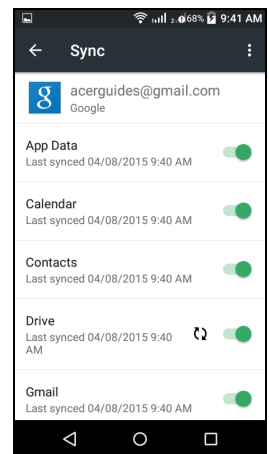 68% 9:41 AM
Sync
acerguides@gmail.com
Google
App Data
Last synced 04/08/2015 9:40 AM
Calendar
Last synced 04/08/2015 9:40 AM
Contacts
Last synced 04/08/2015 9:40 AM
Drive
Last synced 04/08/2015 9:40
AM
Gmail
Last synced 04/08/2015 9:40 AM